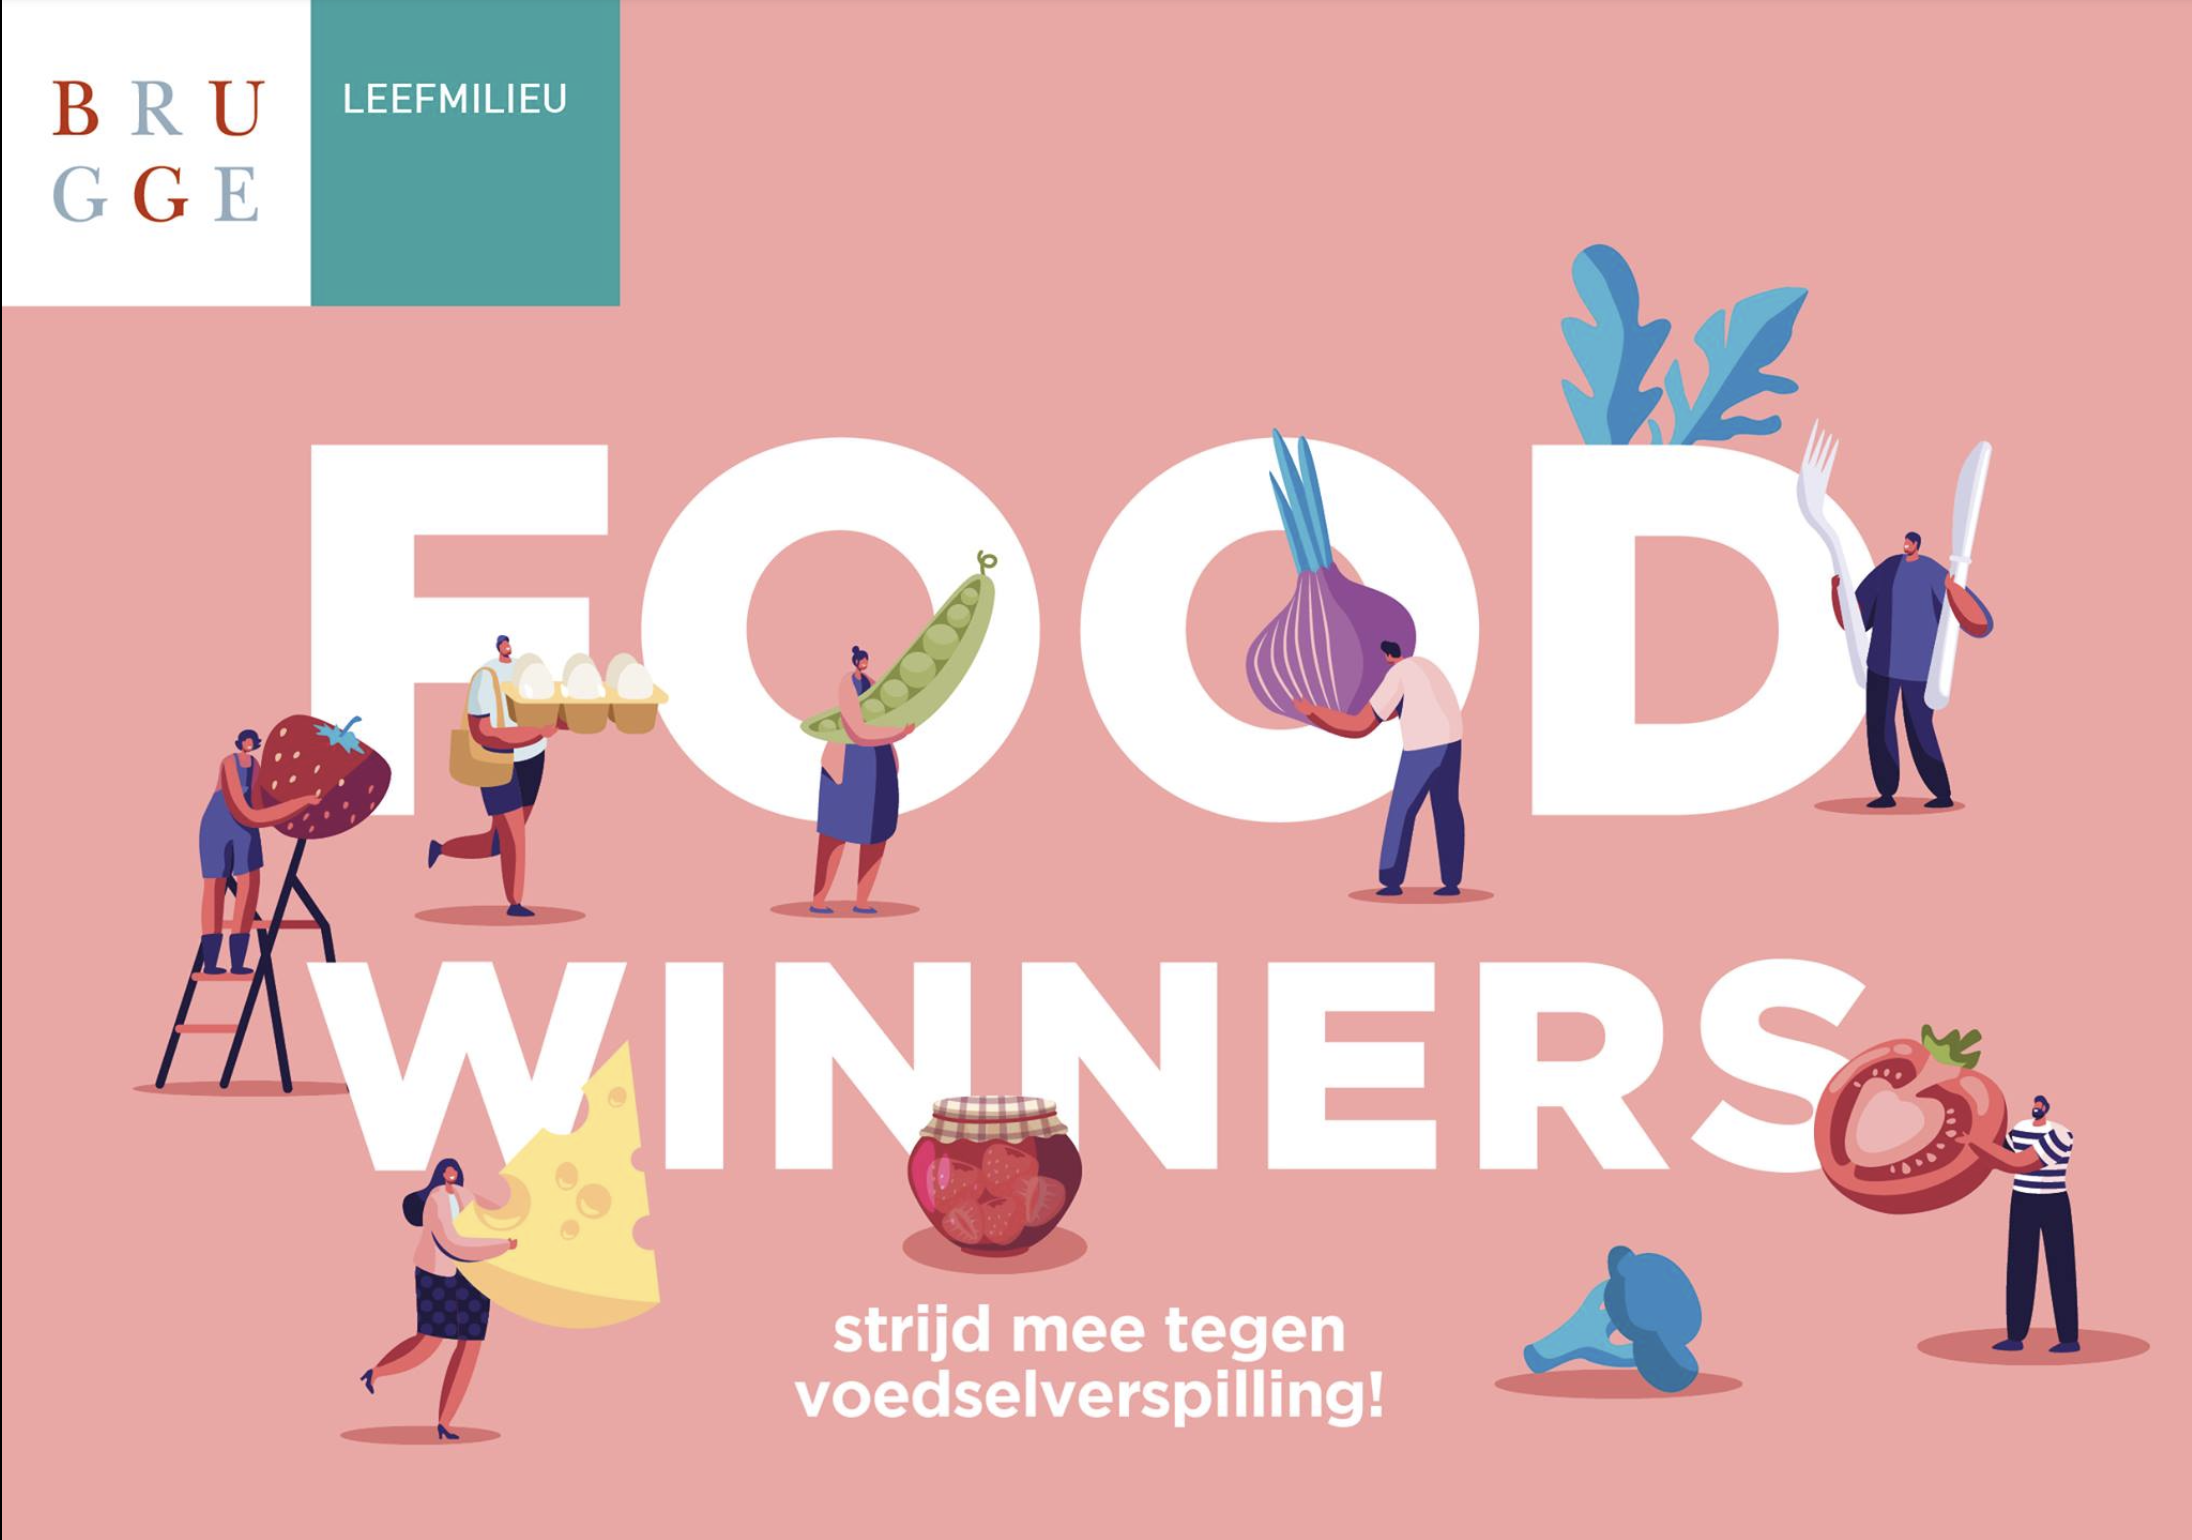 BRU
GGE
LEEFMILIEU
FOOD
WINNERS
strijd mee tegen
voedselverspilling!